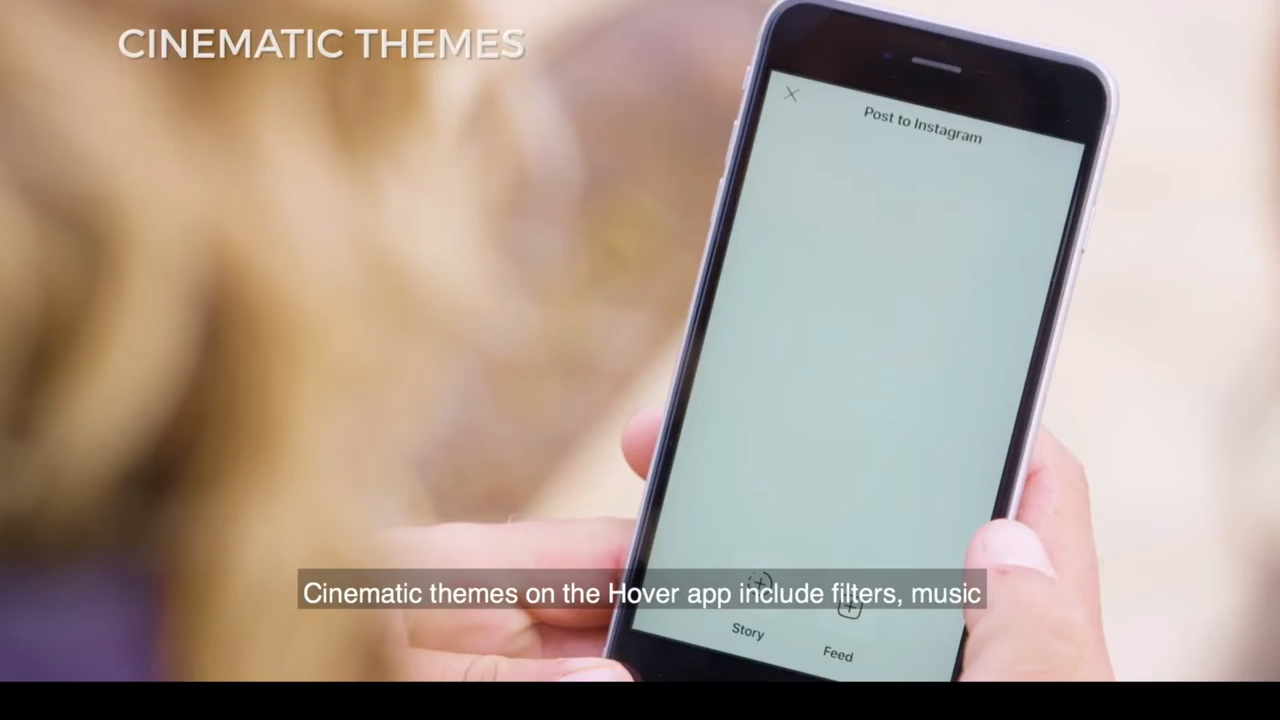 CINEMATIC THEMES
Post to Instagram
Cinematic themes on the Hover app include filters, music
Story
Feed